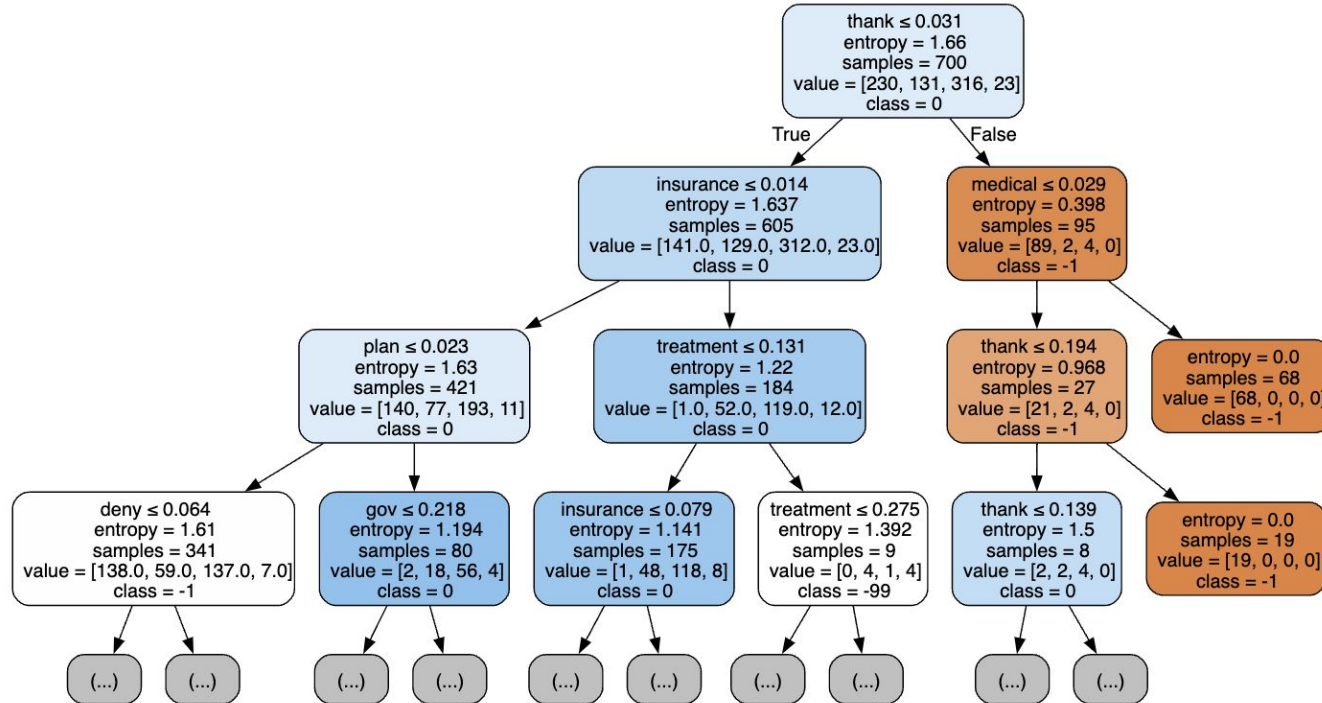 thank ≤ 0.031
entropy = 1.66
samples = 700
value = [230, 131, 316, 23]
class = 0
True
False
insurance ≤ 0.014
entropy = 1.637
samples = 605
value = [141.0, 129.0, 312.0, 23.0]
class = 0
medical ≤ 0.029
entropy = 0.398
samples = 95
value = [89, 2, 4, 0]
class = -1
plan ≤ 0.023
entropy = 1.63
samples = 421
value = [140, 77, 193, 11]
class = 0
treatment ≤ 0.131
entropy = 1.22
samples = 184
value = [1.0, 52.0, 119.0, 12.0]
class = 0
thank ≤ 0.194
entropy = 0.968
samples = 27
value = [21, 2, 4, 0]
class = -1
entropy = 0.0
samples = 68
value = [68, 0, 0, 0]
class = -1
deny ≤ 0.064
entropy = 1.61
samples = 341
value = [138.0, 59.0, 137.0, 7.0]
class = -1
gov ≤ 0.218
entropy = 1.194
samples = 80
value = [2, 18, 56, 4]
class = 0
insurance ≤ 0.079
entropy = 1.141
samples = 175
value = [1, 48, 118, 8]
class = 0
treatment ≤ 0.275
entropy = 1.392
samples = 9
value = [0, 4, 1, 4]
class = -99
thank ≤ 0.139
entropy = 1.5
samples = 8
value = [2, 2, 4, 0]
class = 0
entropy = 0.0
samples = 19
value = [19, 0, 0, 0]
class = -1
(...)
(...)
(...)
(...)
(...)
(...)
(...)
(...)
(...)
(...)